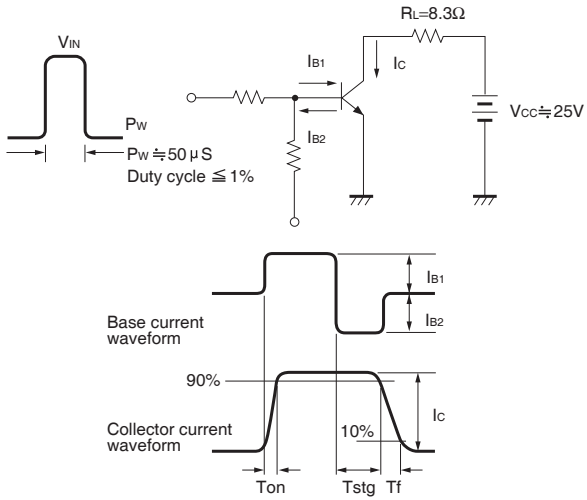 RL=8.3Ω
VIN
IB1
IC
PW
VCC≒25V
IB2
PW≒50μS
Duty cycle ≦1%
IB1
IB2
Base current
waveform
90%
IC
10%
Collector current
waveform
Ton
Tstg
Tf